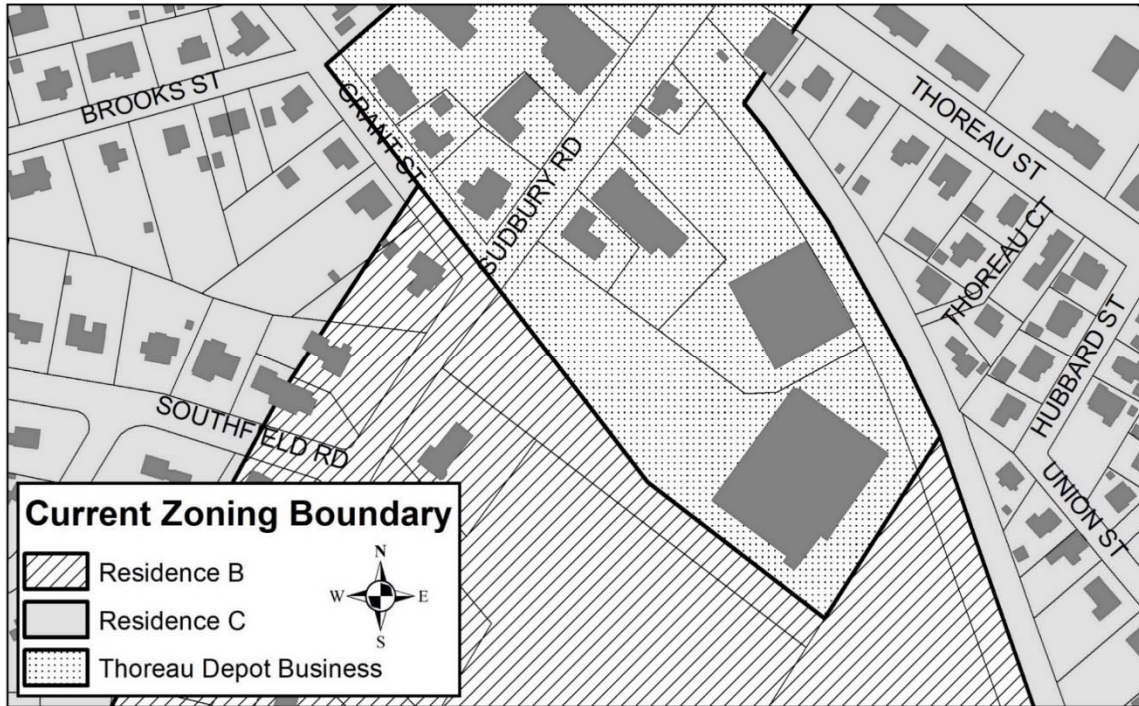 BROOKS ST
GRANT ST
SUDBURY RD
THOREAU ST
THOREAU CT
HUBBARD ST
UNION ST
SOUTHFIELD RD
Current Zoning Boundary
N
W
E
S
Residence B
Residence C
Thoreau Depot Business